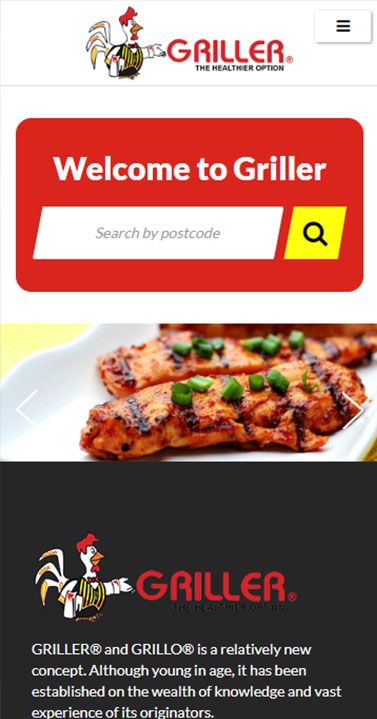 GRILLER®
THE HEALTHIER OPTION
Welcome to Griller
Search by postcode
GRILLER®
THE HEALTHIER OPTION
GRILLER® and GRILLO® is a relatively new
concept. Although young in age, it has been
established on the wealth of knowledge and vast
experience of its originators.